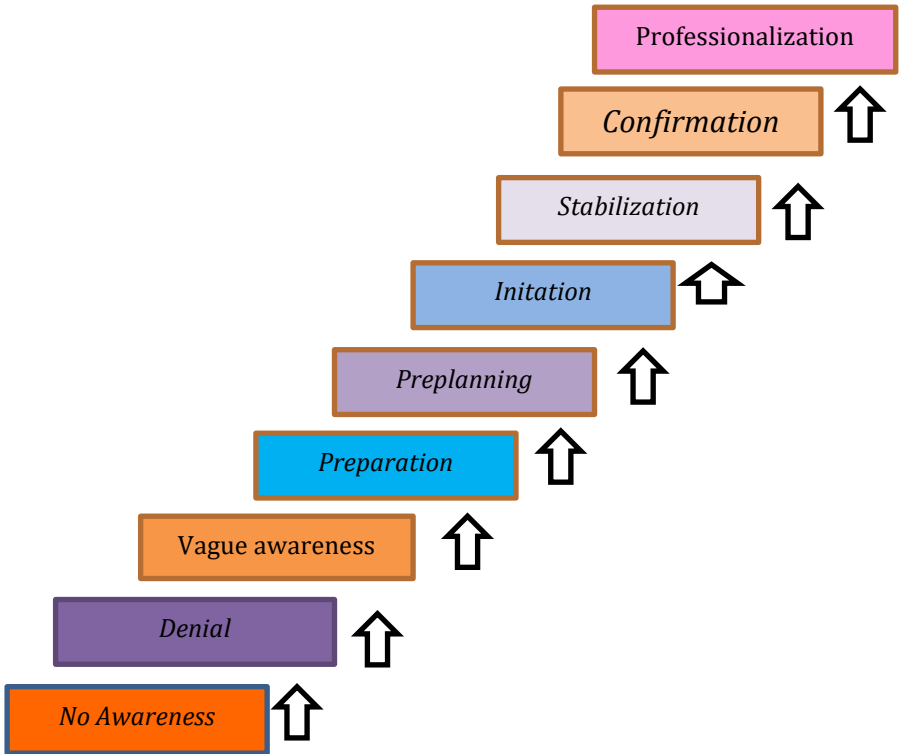 Professionalization
Confirmation
Stabilization
Initation
Preplanning
Preparation
Vague awareness
Denial
No Awareness